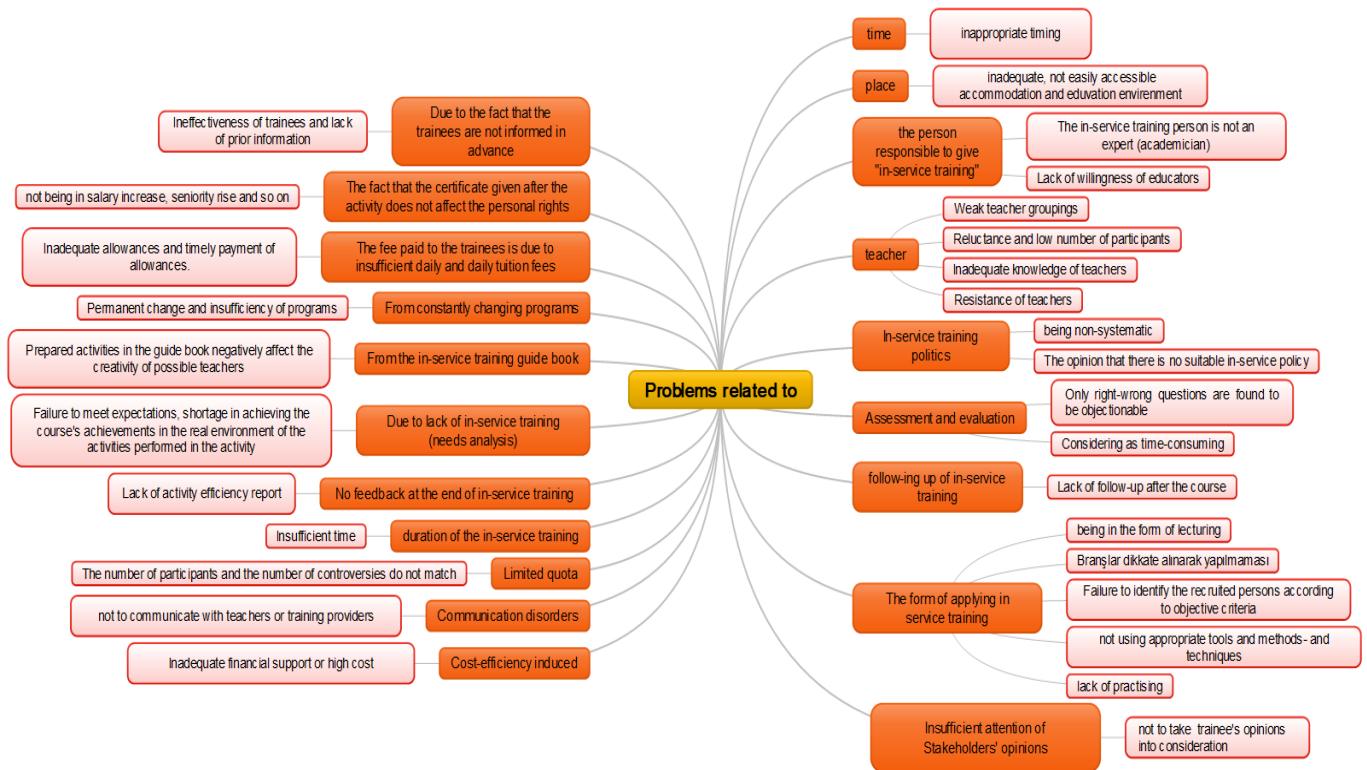 Problems related to
time
inappropriate timing
place
inadequate, not easily accessible
accommodation and eduvation envirenment
the person
responsible to give
"in-service training"
The in-service training person is not an
expert (academician)
Lack of willingness of educators
teacher
Weak teacher groupings
Reluctance and low number of participants
Inadequate knowledge of teachers
Resistance of teachers
In-service training
politics
being non-systematic
The opinion that there is no suitable in-service policy
Assessment and evaluation
Only right-wrong questions are found to
be objectionable
Considering as time-consuming
follow-ing up of in-service
training
Lack of follow-up after the course
The form of applying in
service training
being in the form of lecturing
Branşlar dikkate alınarak yapılmaması
Failure to identify the recruited persons according
to objective criteria
not using appropriate tools and methods- and
techniques
lack of practising
Insufficient attention of
Stakeholders' opinions
not to take trainee's opinions
into consideration
Due to the fact that the
trainees are not informed in
advance
Ineffectiveness of trainees and lack
of prior information
The fact that the certificate given after the
activity does not affect the personal rights
not being in salary increase, seniority rise and so on
The fee paid to the trainees is due to
insufficient daily and daily tuition fees
Inadequate allowances and timely payment of
allowances.
From constantly changing programs
Permanent change and insufficiency of programs
From the in-service training guide book
Prepared activities in the guide book negatively affect the
creativity of possible teachers
Due to lack of in-service training
(needs analysis)
Failure to meet expectations, shortage in achieving the
course's achievements in the real environment of the
activities performed in the activity
No feedback at the end of in-service training
Lack of activity efficiency report
duration of the in-service training
Insufficient time
Limited quota
The number of participants and the number of controversies do not match
Communication disorders
not to communicate with teachers or training providers
Cost-efficiency induced
Inadequate financial support or high cost